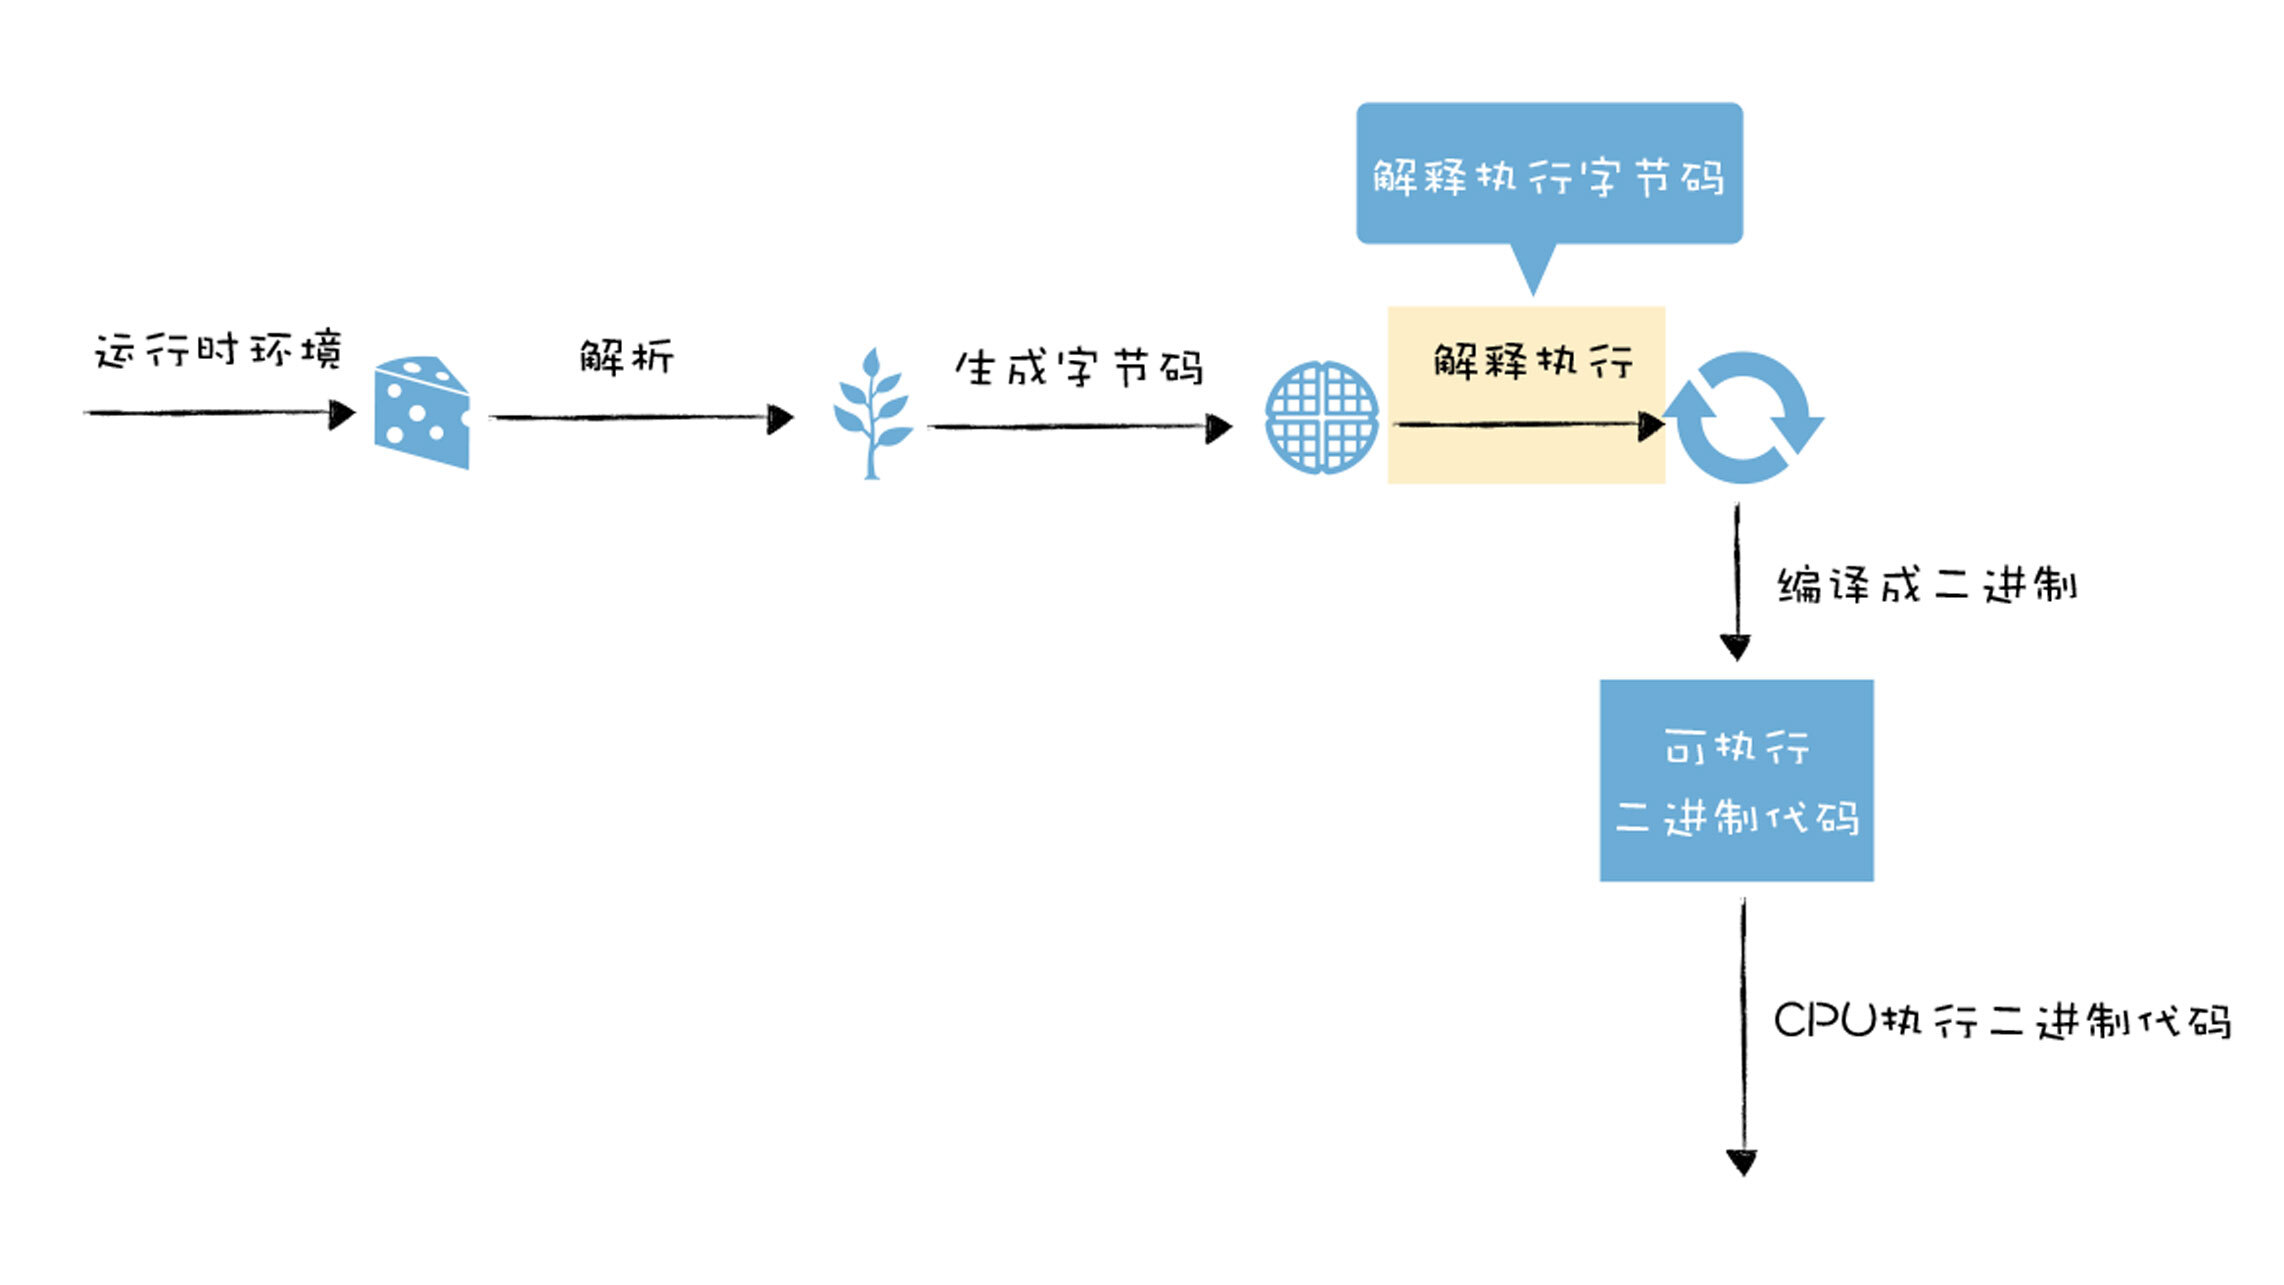 解释执行字节码
运行时环境
解析
生成字节码
解释执行
编译成二进制
可执行
二进制代码
CPU执行二进制代码